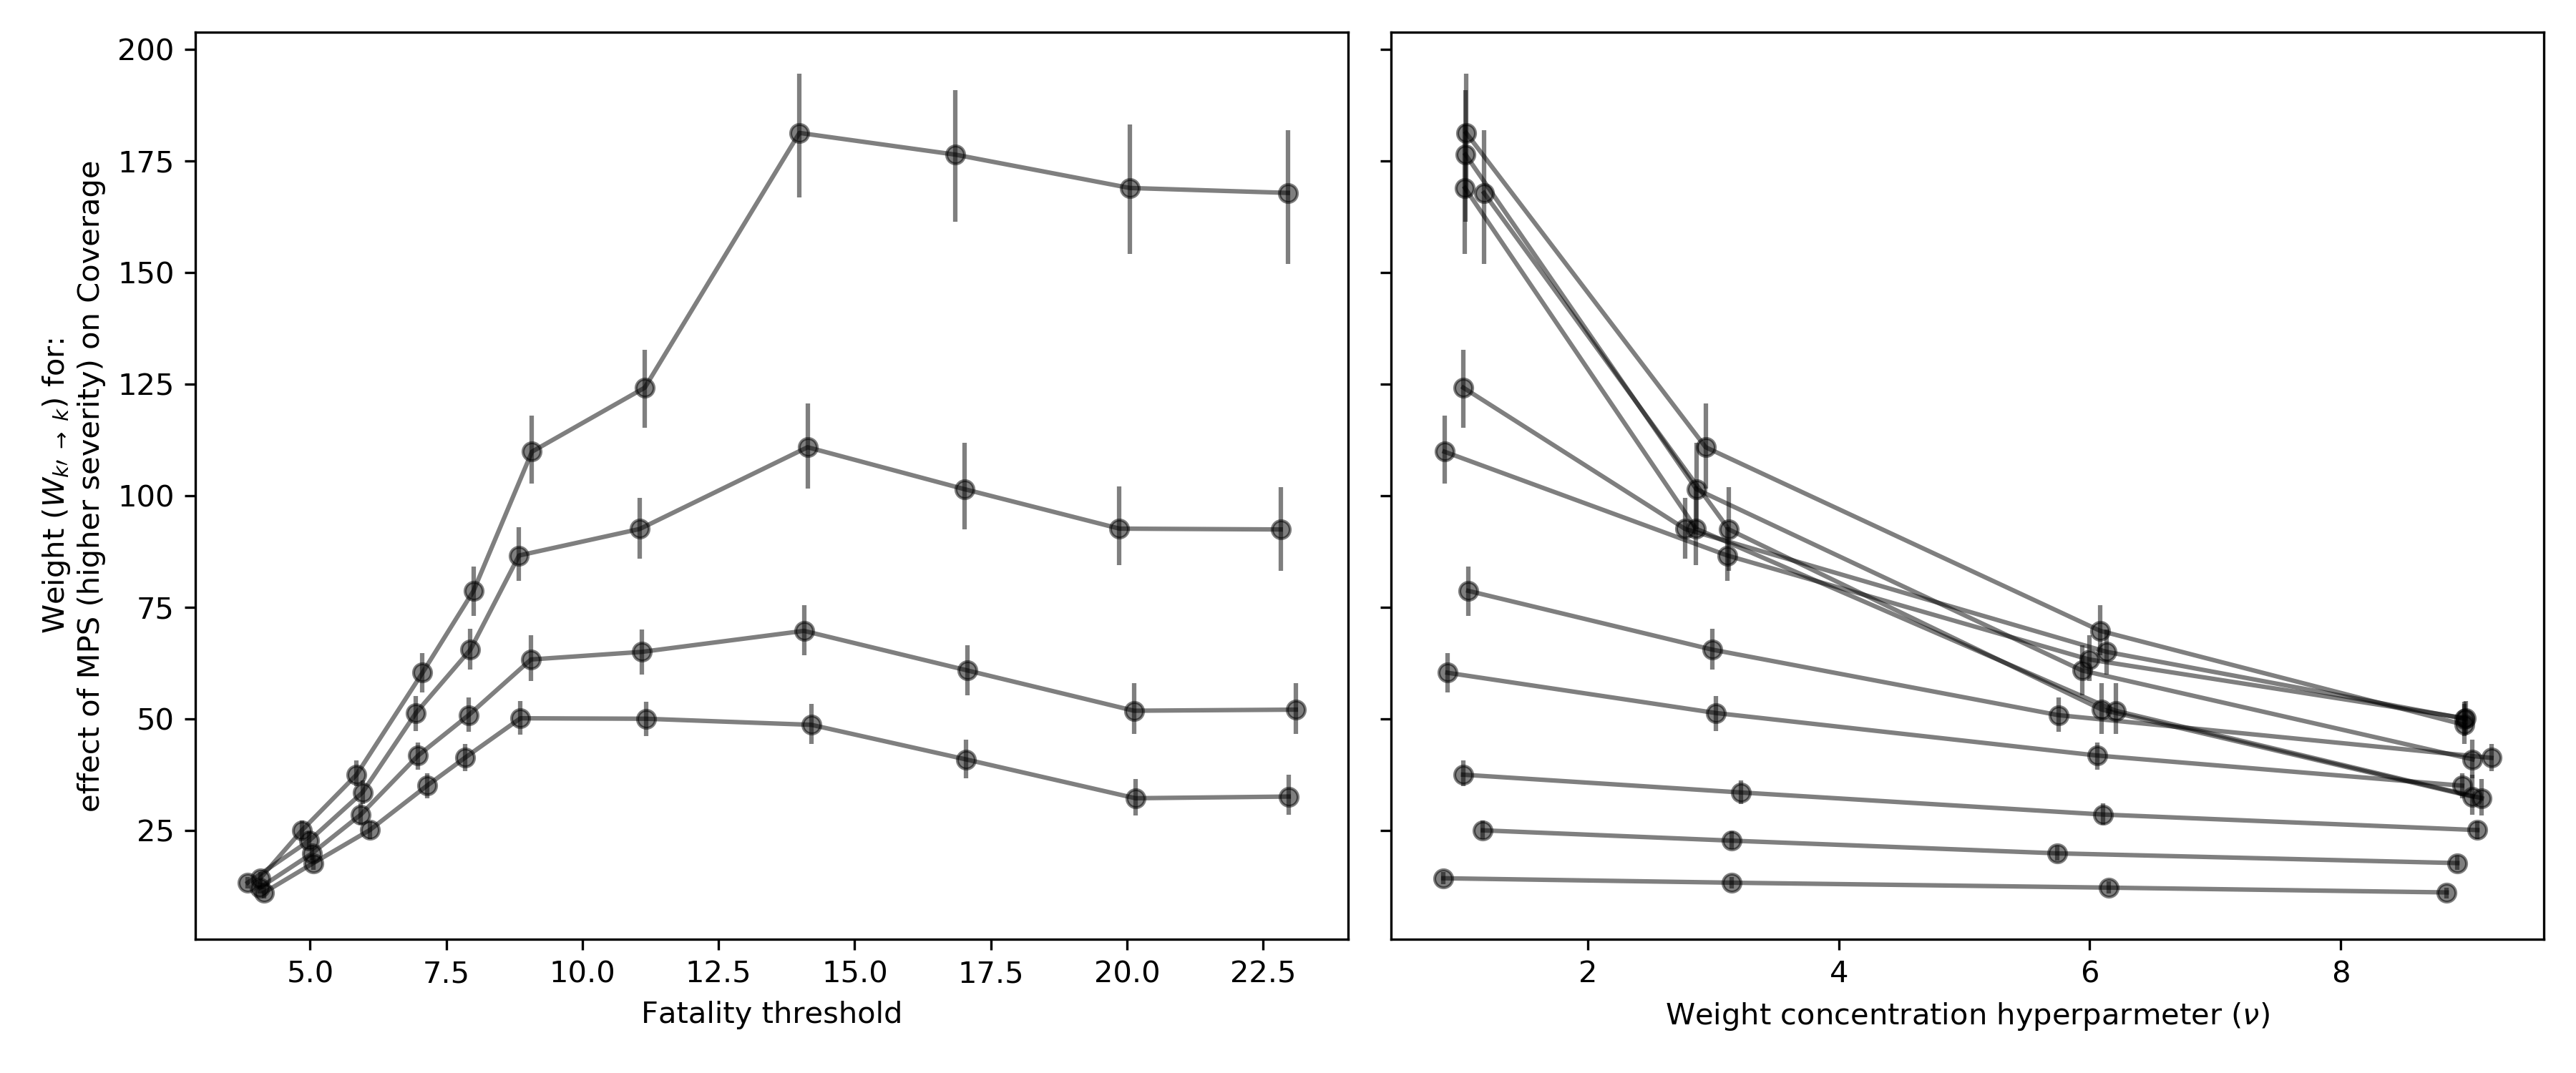 Weight (Wk′ → k) for:
effect of MPS (higher severity) on Coverage
200
175
150
125
100
75
50
25
5.0 7.5 10.0 12.5 15.0 17.5 20.0 22.5
Fatality threshold
2 4 6 8
Weight concentration hyperparmeter (ν)